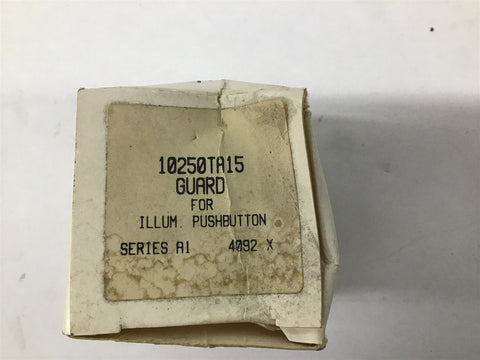 10250TA15
GUARD
FOR
ILLUM. PUSHBUTTON
SERIES A1 4092 X